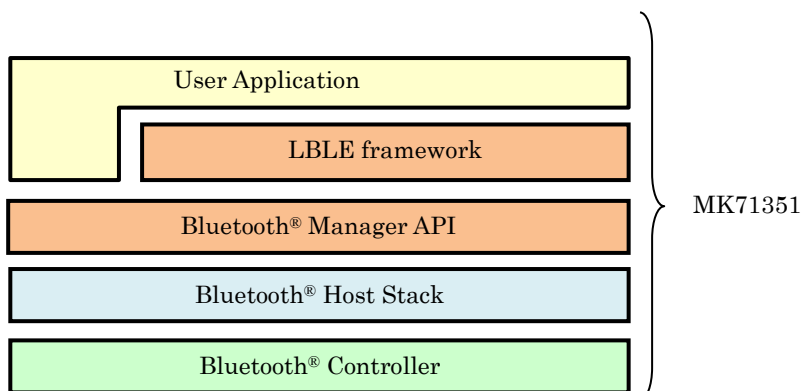 User Application
LBLE framework
Bluetooth® Manager API
MK71351
Bluetooth® Host Stack
Bluetooth® Controller